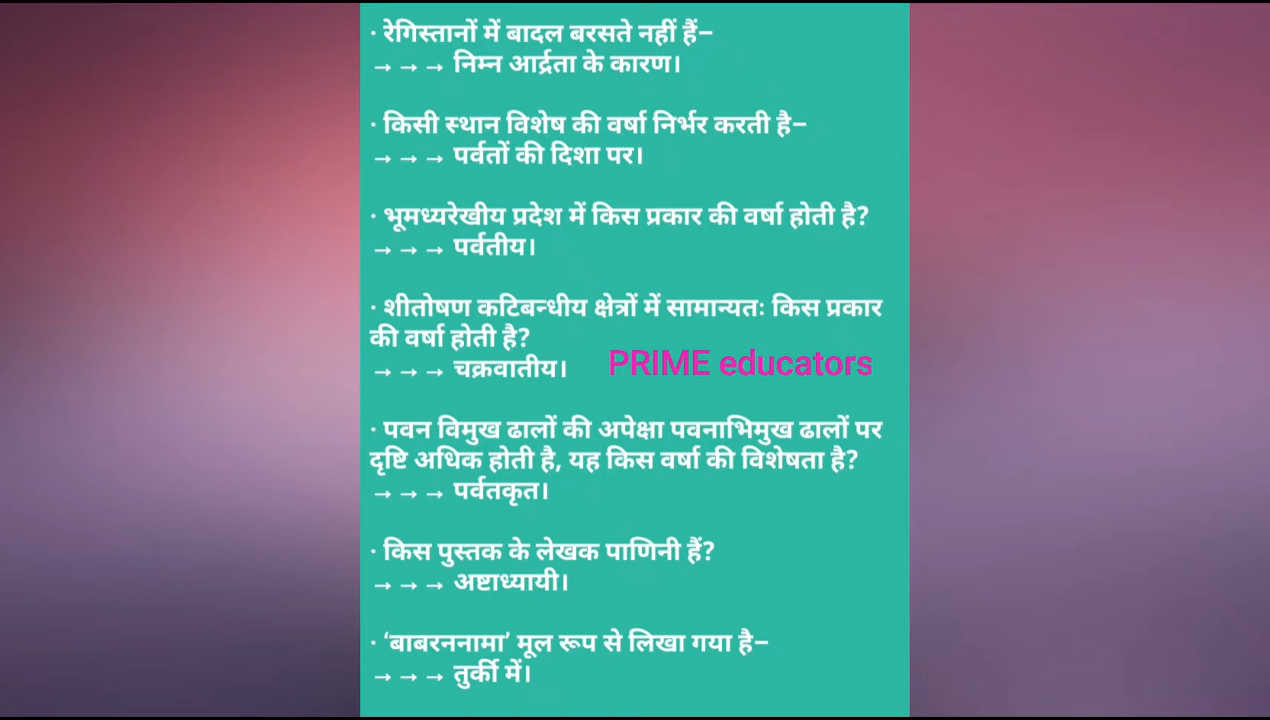 · रेगिस्तानों में बादल बरसते नहीं हैं–
→ → → निम्न आर्द्रता के कारण।
· किसी स्थान विशेष की वर्षा निर्भर करती है–
→ → → पर्वतों की दिशा पर।
· भूमध्यरेखीय प्रदेश में किस प्रकार की वर्षा होती है?
→ → → पर्वतीय।
· शीतोषण कटिबन्धीय क्षेत्रों में सामान्यतः किस प्रकार
की वर्षा होती है?
→ → → चक्रवातीय।
PRIME educators
· पवन विमुख ढालों की अपेक्षा पवनाभिमुख ढालों पर
दृष्टि अधिक होती है, यह किस वर्षा की विशेषता है?
→ → → पर्वतकृत।
· किस पुस्तक के लेखक पाणिनी हैं?
→ → → अष्टाध्यायी।
· ‘बाबरननामा’ मूल रूप से लिखा गया है–
→ → → तुर्की में।